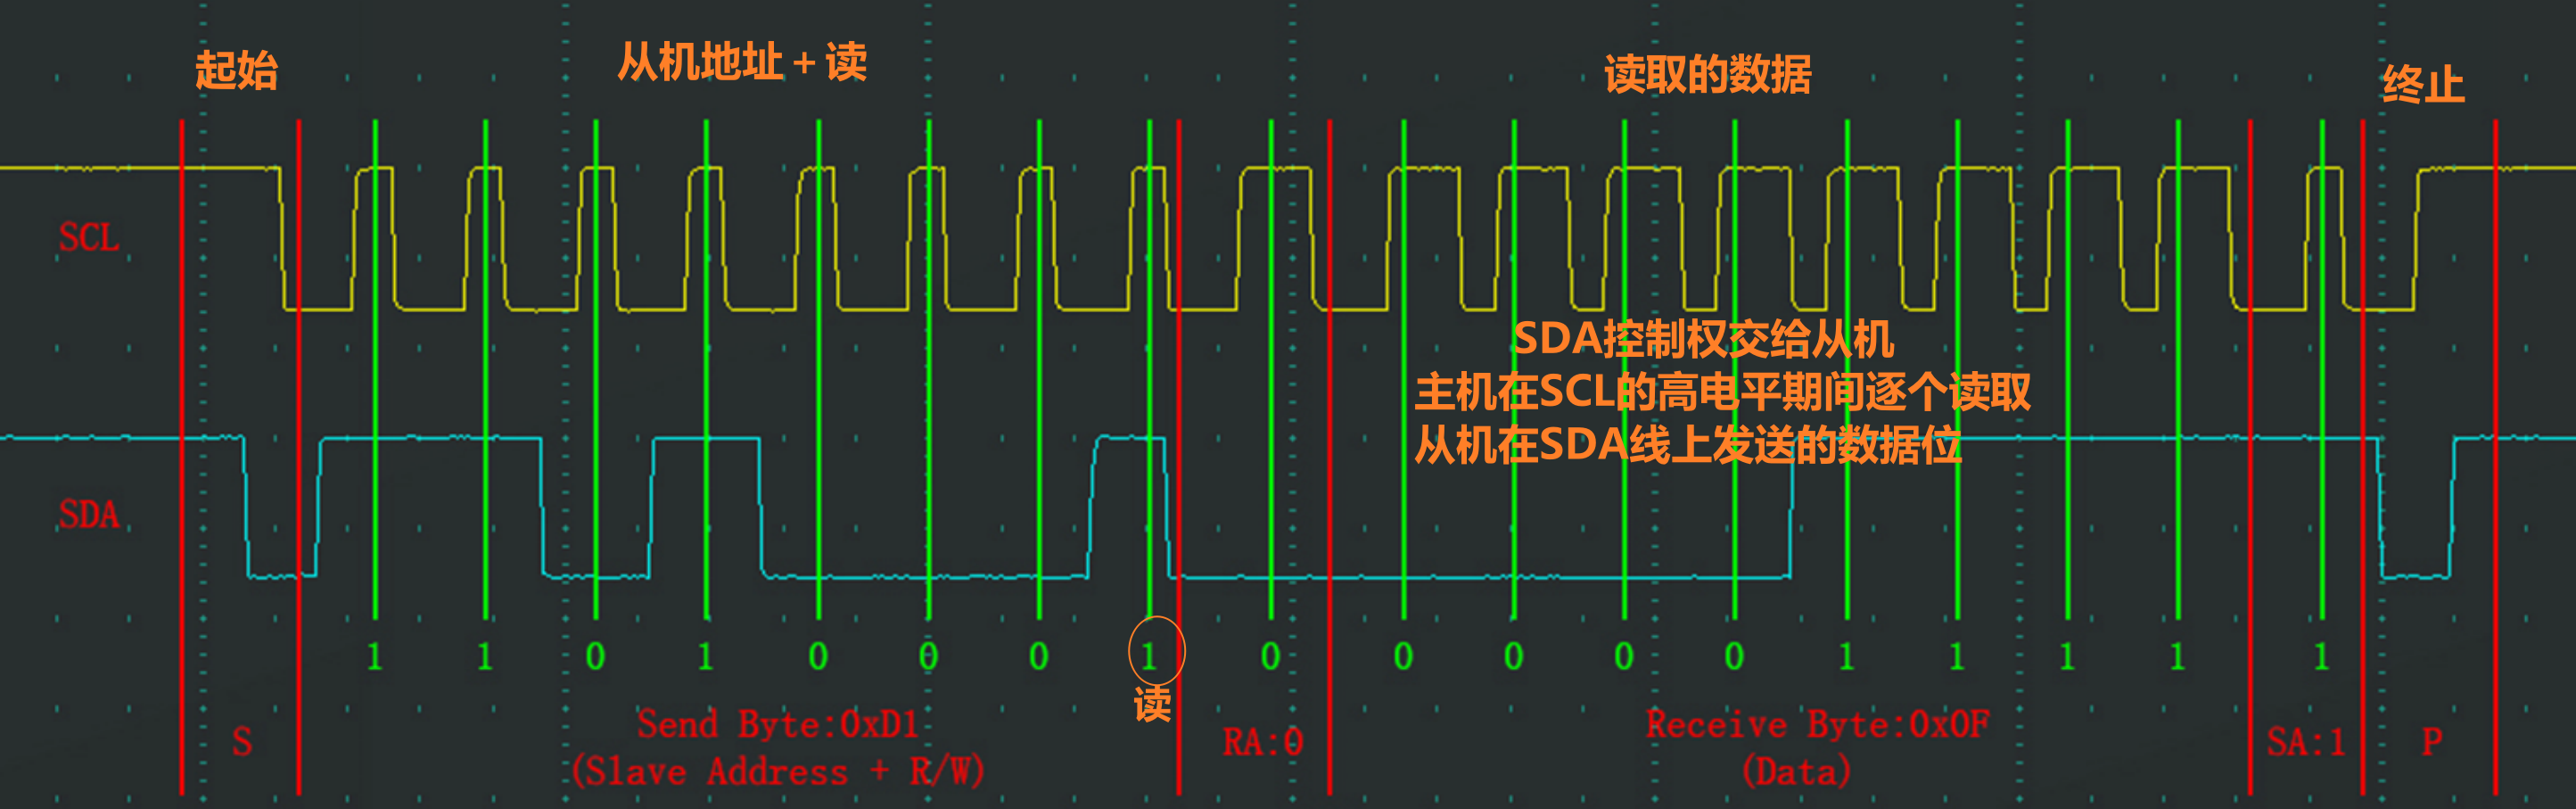 起始
从机地址+读
读取的数据
终止
SCL
SDA控制权交给从机
主机在SCL的高电平期间逐个读取
从机在SDA线上发送的数据位
SDA
1 1 0 1 0 0 0 1 0 0 0 0 0 1 1 1 1 1
读
S
Send Byte:0xD1
(Slave Address + R/W)
RA:0
Receive Byte:0x0F
(Data)
SA:1
P